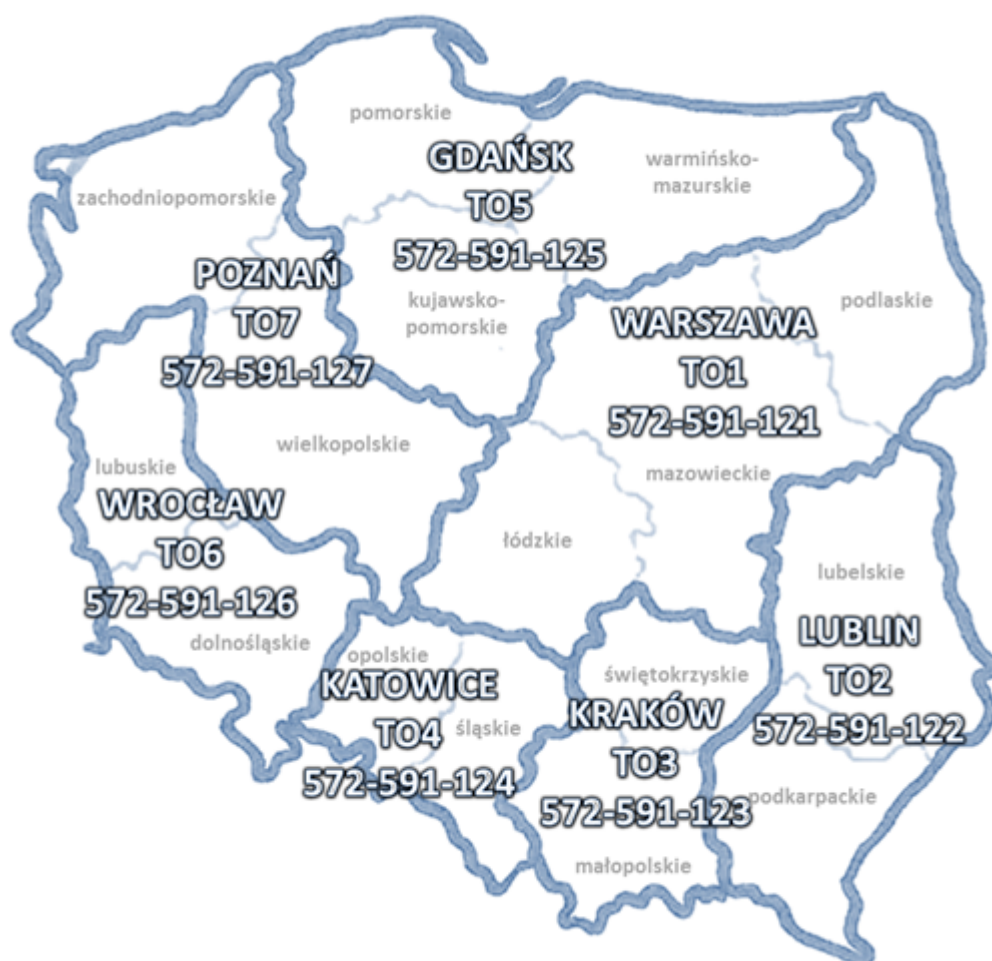 pomorskie
GDAŃSK
TO5
572-591-125
warmińsko-
mazurskie
zachodniopomorskie
POZNAŃ
TO7
572-591-127
kujawsko-
pomorskie
WARSZAWA
TO1
572-591-121
podlaskie
wielkopolskie
mazowieckie
lubuskie
WROCŁAW
TO6
572-591-126
dolnośląskie
łódzkie
lubelskie
LUBLIN
TO2
572-591-122
podkarpackie
opolskie
KATOWICE
TO4
śląskie
572-591-124
świętokrzyskie
KRAKÓW
TO3
572-591-123
małopolskie